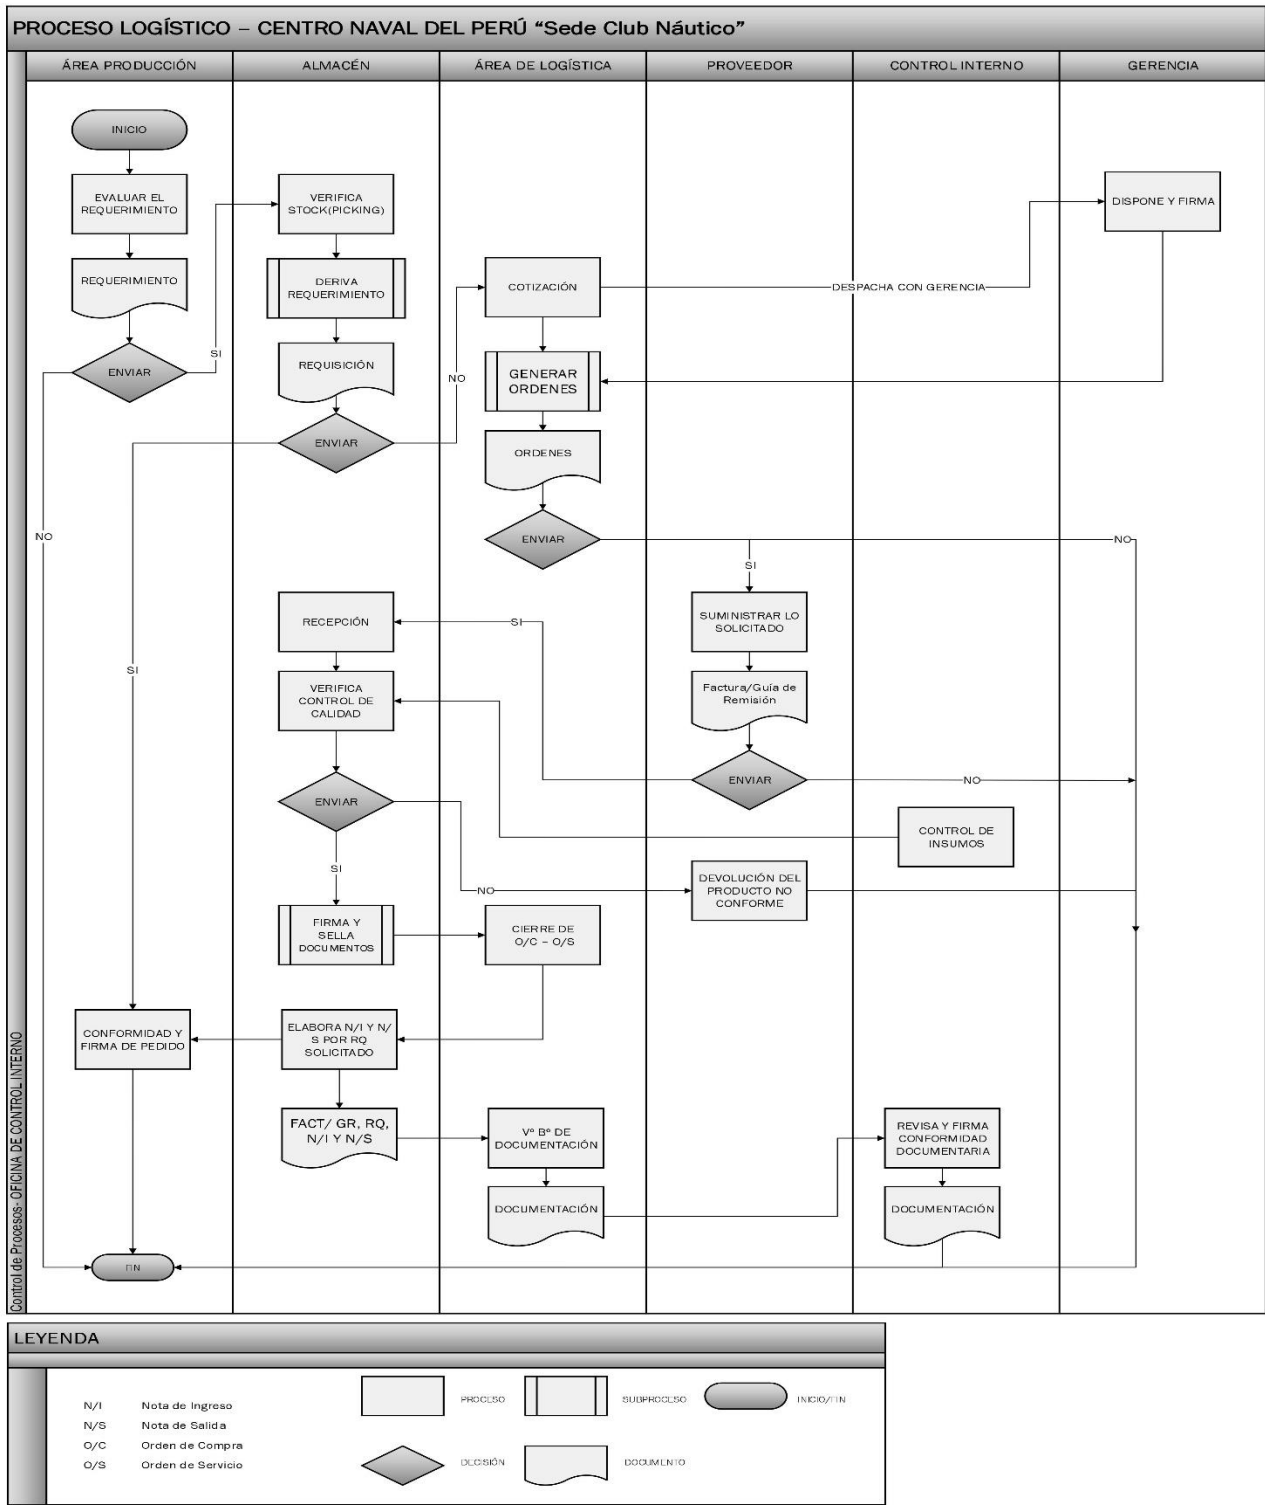 PROCESO LOGÍSTICO – CENTRO NAVAL DEL PERÚ “Sede Club Náutico”
ÁREA PRODUCCIÓN
ALMACÉN
ÁREA DE LOGÍSTICA
PROVEEDOR
CONTROL INTERNO
GERENCIA
INICIO
EVALUAR EL
REQUERIMIENTO
VERIFICA
STOCK(PICKING)
DISPONE Y FIRMA
REQUERIMIENTO
DERIVA
REQUERIMIENTO
COTIZACIÓN
DESPACHA CON GERENCIA
SI
ENVIAR
REQUISICIÓN
NO
GENERAR
ORDENES
ENVIAR
ORDENES
NO
ENVIAR
NO
SI
SUMINISTRAR LO
SOLICITADO
RECEPCIÓN
SI
SI
VERIFICA
CONTROL DE
CALIDAD
Factura/Guía de
Remisión
ENVIAR
NO
ENVIAR
CONTROL DE
INSUMOS
SI
NO
DEVOLUCIÓN DEL
PRODUCTO NO
CONFORME
FIRMA Y
SELLA
DOCUMENTOS
CIERRE DE
O/C – O/S
CONFORMIDAD Y
FIRMA DE PEDIDO
ELABORA N/I Y N/
S POR RQ
SOLICITADO
FACT/ GR, RQ,
N/I Y N/S
Vº Bº DE
DOCUMENTACIÓN
REVISA Y FIRMA
CONFORMIDAD
DOCUMENTARIA
DOCUMENTACIÓN
DOCUMENTACIÓN
FIN
Control de Procesos- OFICINA DE CONTROL INTERNO
LEYENDA
N/I Nota de Ingreso
N/S Nota de Salida
O/C Orden de Compra
O/S Orden de Servicio
PROCESO
SUBPROCESO
INICIO/FIN
DECISIÓN
DOCUMENTO